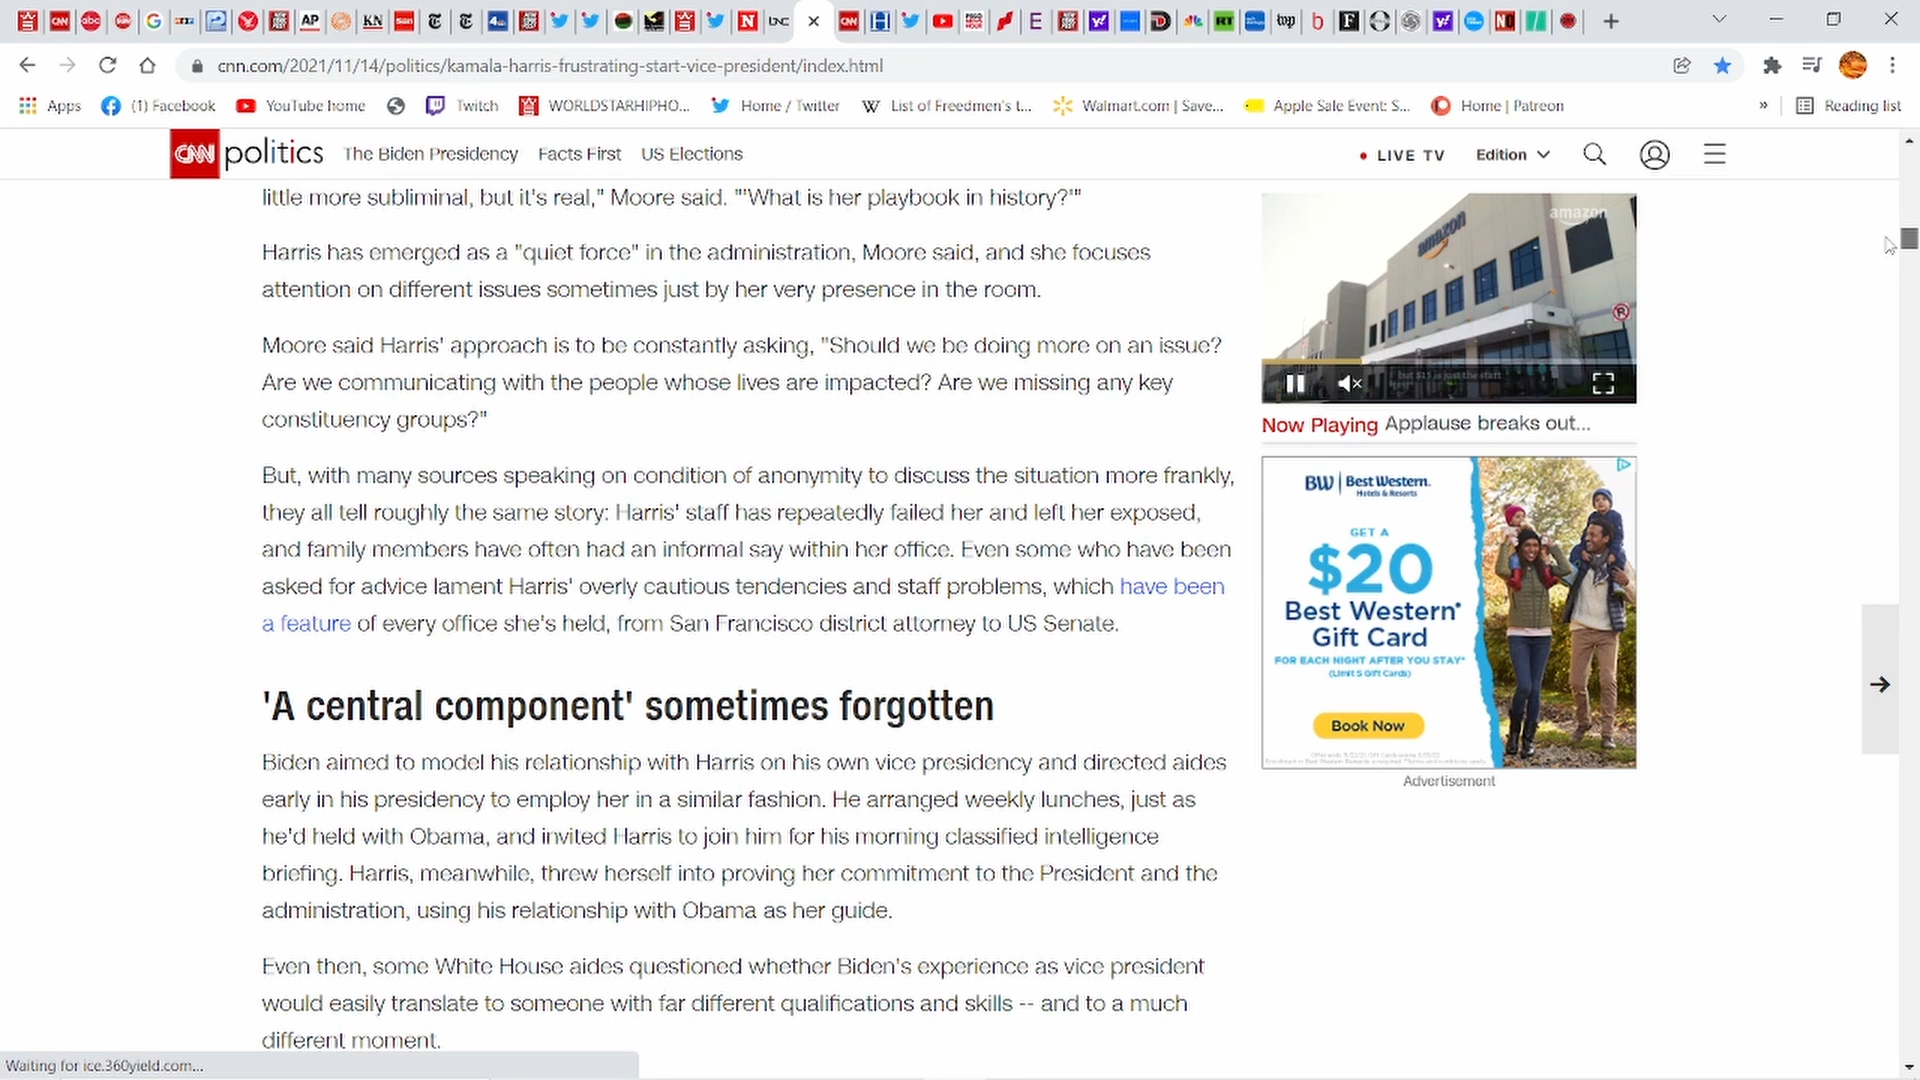 cnn.com/2021/11/14/politics/kamala-harris-frustrating-start-vice-president/index.html
Apps
(1) Facebook
YouTube home
Twitch
WORLDSTARHIPHO...
Home / Twitter
List of Freedmen's t...
Walmart.com | Save...
Apple Sale Event: S...
Home | Patreon
»
Reading list
CNN politics
The Biden Presidency
Facts First
US Elections
LIVE TV
Edition
little more subliminal, but it's real," Moore said. "'What is her playbook in history?'"
Harris has emerged as a "quiet force" in the administration, Moore said, and she focuses
attention on different issues sometimes just by her very presence in the room.
Moore said Harris' approach is to be constantly asking, "Should we be doing more on an issue?
Are we communicating with the people whose lives are impacted? Are we missing any key
constituency groups?"
But, with many sources speaking on condition of anonymity to discuss the situation more frankly,
they all tell roughly the same story: Harris' staff has repeatedly failed her and left her exposed,
and family members have often had an informal say within her office. Even some who have been
asked for advice lament Harris' overly cautious tendencies and staff problems, which have been
a feature of every office she's held, from San Francisco district attorney to US Senate.
'A central component' sometimes forgotten
Biden aimed to model his relationship with Harris on his own vice presidency and directed aides
early in his presidency to employ her in a similar fashion. He arranged weekly lunches, just as
he'd held with Obama, and invited Harris to join him for his morning classified intelligence
briefing. Harris, meanwhile, threw herself into proving her commitment to the President and the
administration, using his relationship with Obama as her guide.
Even then, some White House aides questioned whether Biden's experience as vice president
would easily translate to someone with far different qualifications and skills -- and to a much
different moment.
amazon
amazon
Now Playing Applause breaks out...
BW | Best Western.
Hotels & Resorts
GET A
$20
Best Western*
Gift Card
FOR EACH NIGHT AFTER YOU STAY*
(Limit 5 Gift Cards)
Book Now
Advertisement
Waiting for ice.360yield.com...